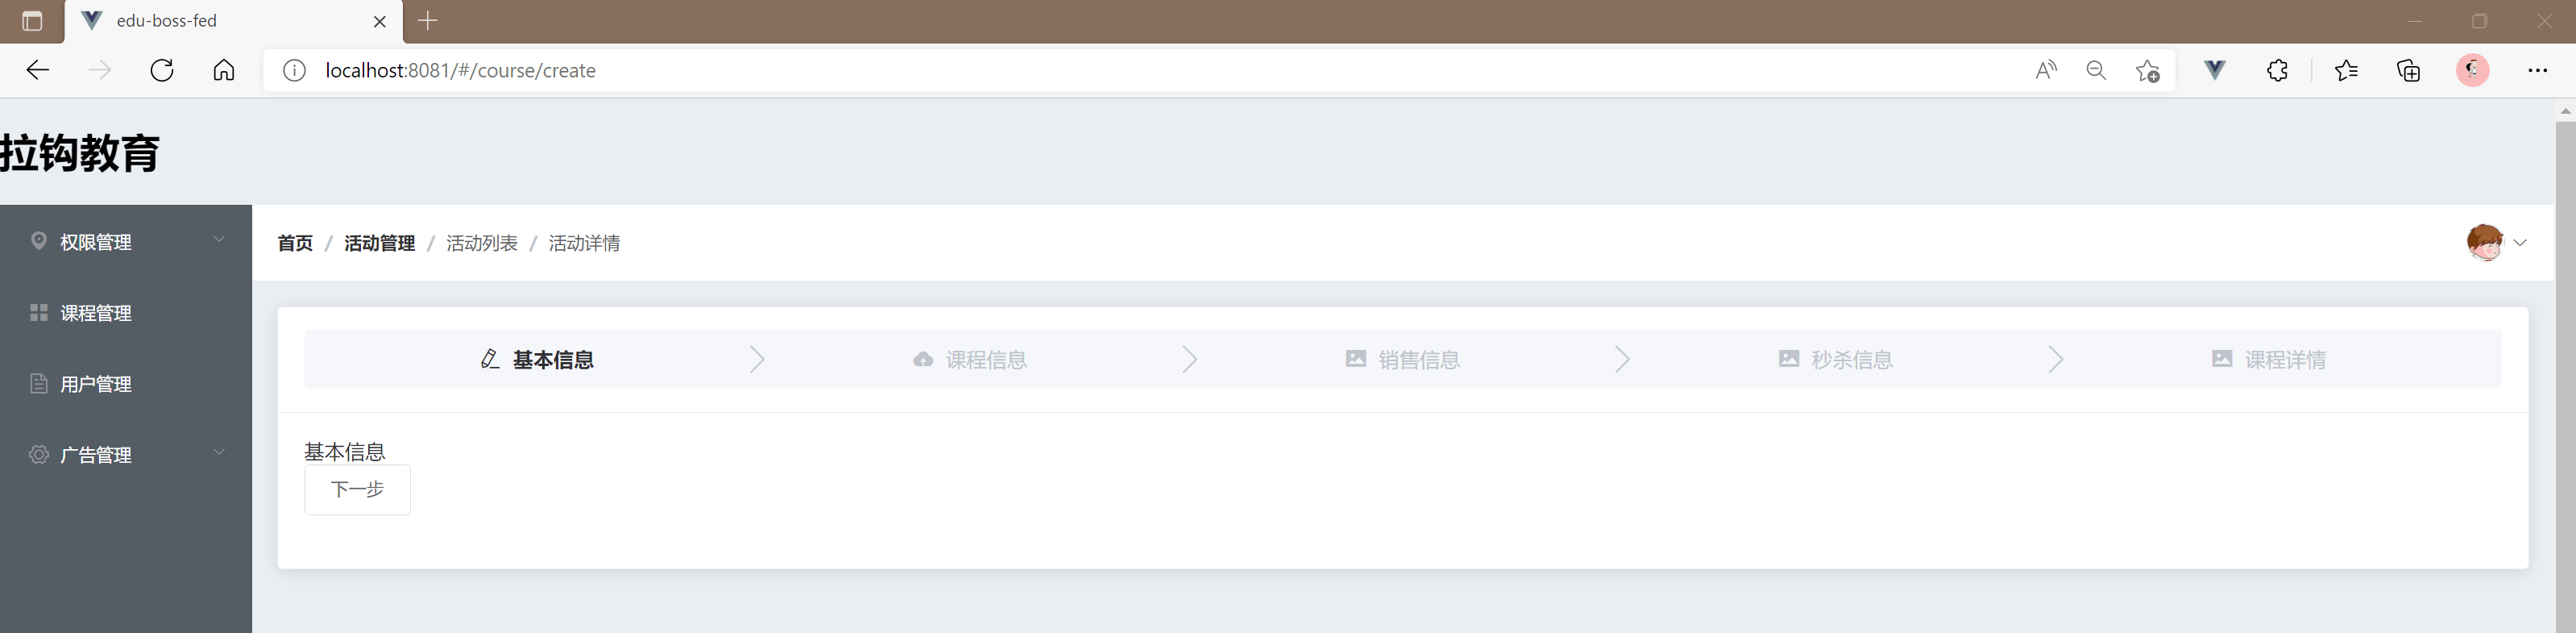 edu-boss-fed
localhost:8081/#/course/create
拉钩教育
权限管理
课程管理
用户管理
广告管理
首页 / 活动管理 / 活动列表 / 活动详情
基本信息 课程信息 销售信息 秒杀信息 课程详情
基本信息
下一步